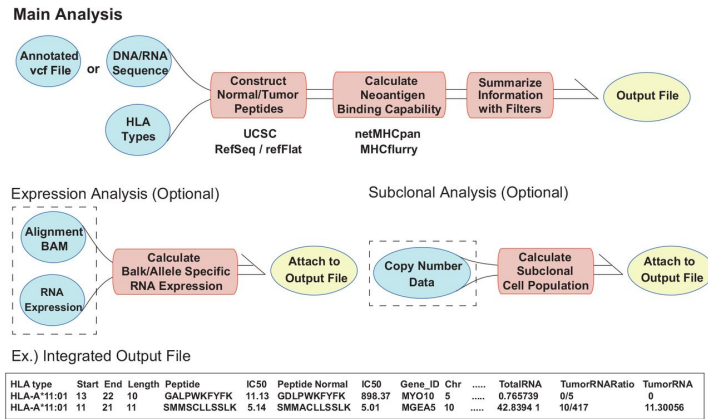 Main Analysis
Annotated
vcf File
or
DNA/RNA
Sequence
HLA
Types
Construct
Normal/Tumor
Peptides
UCSC
RefSeq / refFlat
Calculate
Neoantigen
Binding Capability
netMHCpan
MHCflurry
Summarize
Information
with Filters
Output File
Expression Analysis (Optional)
Alignment
BAM
RNA
Expression
Calculate
Balk/Allele Specific
RNA Expression
Attach to
Output File
Subclonal Analysis (Optional)
Copy Number
Data
Calculate
Subclonal
Cell Population
Attach to
Output File
Ex.) Integrated Output File
HLA type Start End Length Peptide IC50 Peptide Normal IC50 Gene_ID Chr ..... TotalRNA TumorRNARatio TumorRNA
HLA-A*11:01 13 22 10 GALPWKFYFK 11.13 GDLPWKFYFK 898.37 MYO10 5 ..... 0.765739 0/5 0
HLA-A*11:01 11 21 11 SMMSCLLSSLK 5.14 SMMACLLSSLK 5.01 MGEA5 10 ..... 42.8394 1 10/417 11.30056